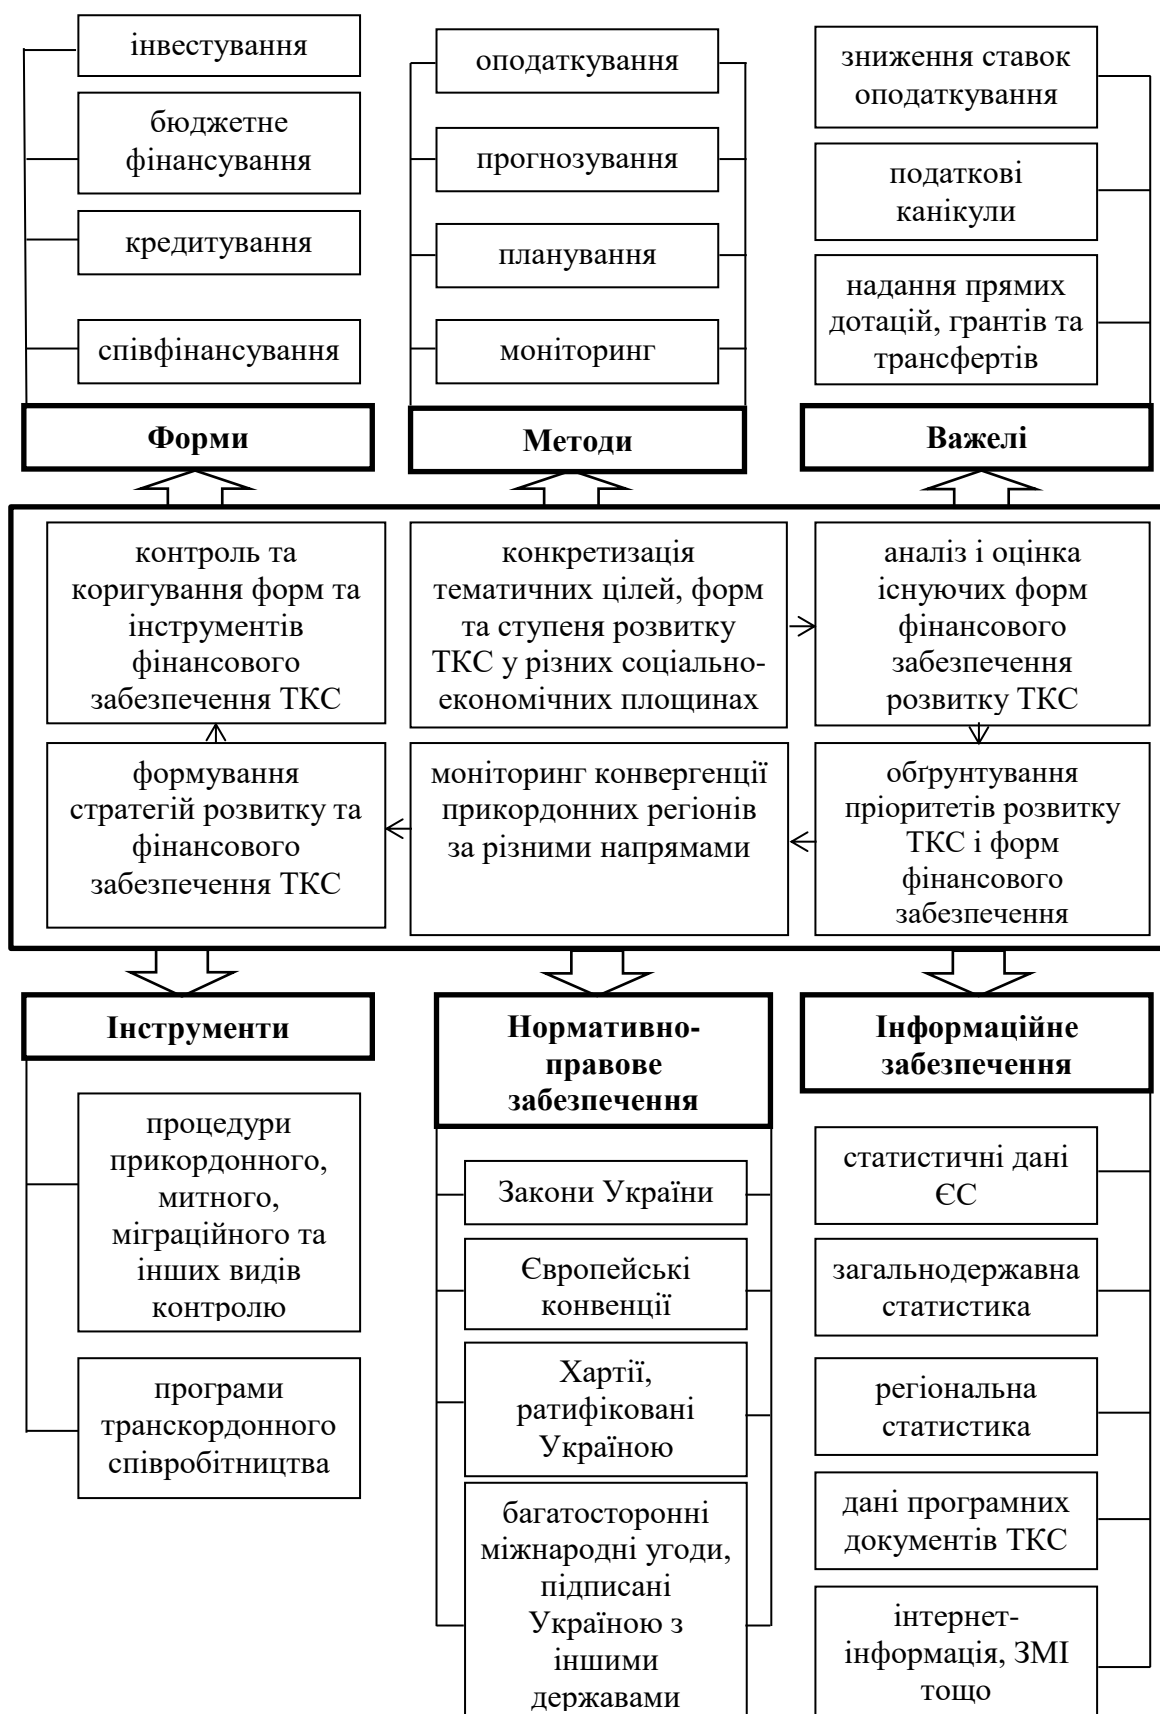 інвестування
бюджетне
фінансування
кредитування
співфінансування
Форми
оподаткування
прогнозування
планування
моніторинг
Методи
зниження ставок
оподаткування
податкові
канікули
надання прямих
дотацій, грантів та
трансфертів
Важелі
контроль та
коригування форм та
інструментів
фінансового
забезпечення ТКС
конкретизація
тематичних цілей, форм
та ступеня розвитку
ТКС у різних соціально-
економічних площинах
аналіз і оцінка
існуючих форм
фінансового
забезпечення
розвитку ТКС
формування
стратегій розвитку та
фінансового
забезпечення ТКС
моніторинг конвергенції
прикордонних регіонів
за різними напрямами
обґрунтування
пріоритетів розвитку
ТКС і форм
фінансового
забезпечення
Інструменти
процедури
прикордонного,
митного,
міграційного та
інших видів
контролю
програми
транскордонного
співробітництва
Нормативно-
правове
забезпечення
Закони України
Європейські
конвенції
Хартії,
ратифіковані
Україною
багатосторонні
міжнародні угоди,
підписані
Україною з
іншими
державами
Інформаційне
забезпечення
статистичні дані
ЄС
загальнодержавна
статистика
регіональна
статистика
дані програмних
документів ТКС
інтернет-
інформація, ЗМІ
тощо